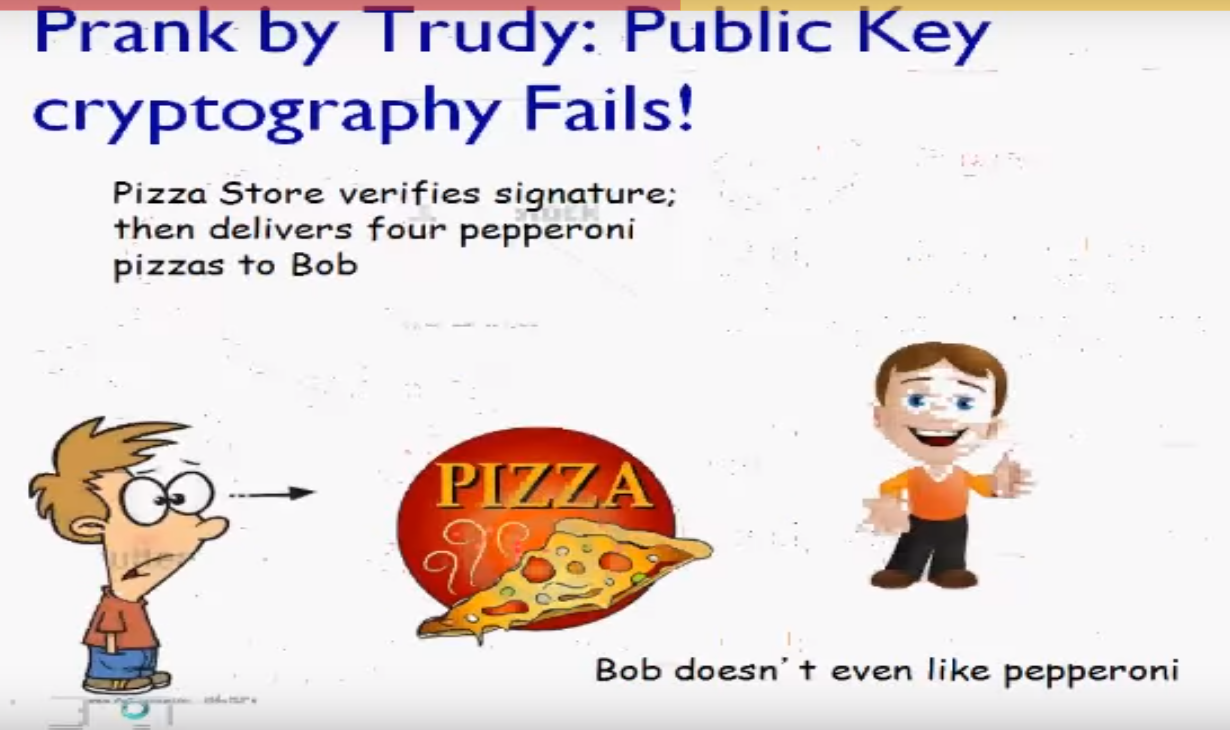 Prank by Trudy: Public Key
cryptography Fails!
Pizza Store verifies signature;
then delivers four pepperoni
pizzas to Bob
PIZZA
Bob doesn't even like pepperoni